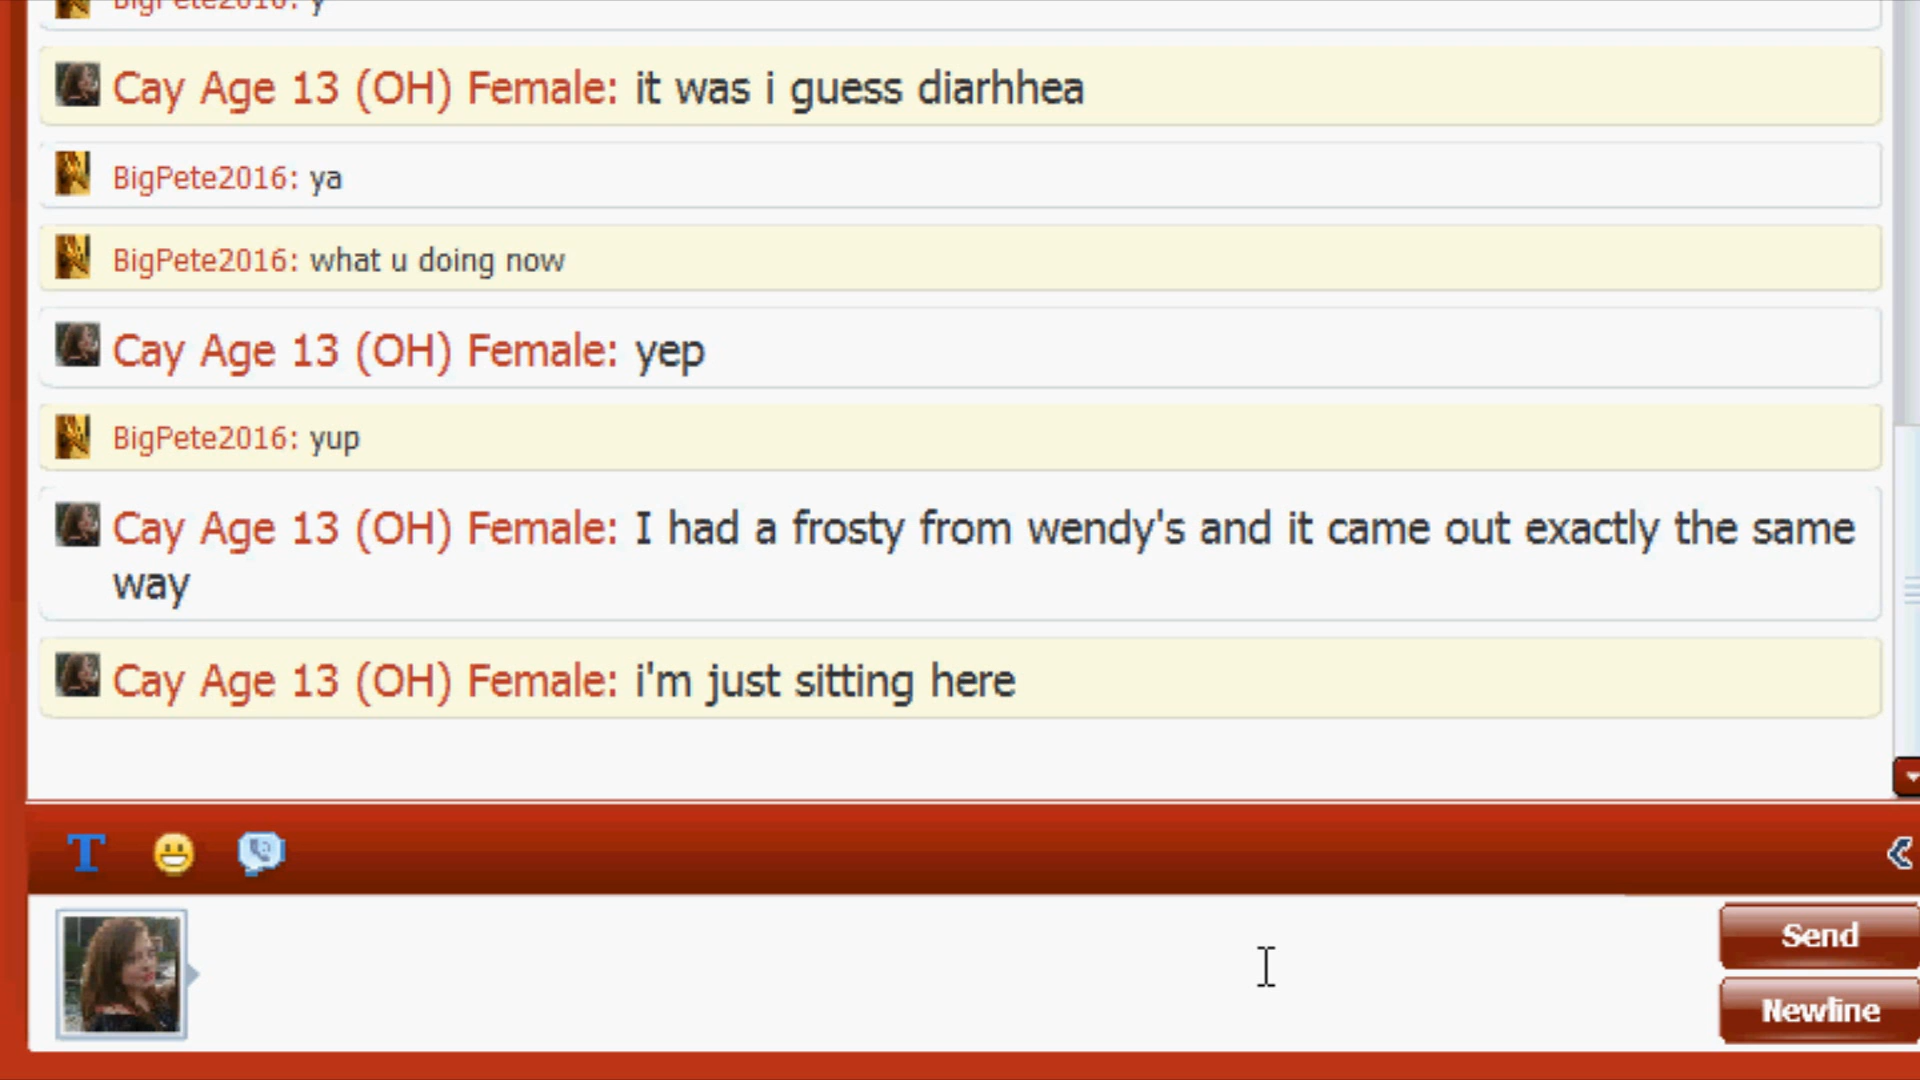 BigPete2016: y
Cay Age 13 (OH) Female: it was i guess diarhhea
BigPete2016: ya
BigPete2016: what u doing now
Cay Age 13 (OH) Female: yep
BigPete2016: yup
Cay Age 13 (OH) Female: I had a frosty from wendy's and it came out exactly the same
way
Cay Age 13 (OH) Female: i'm just sitting here
T
Send
Newline